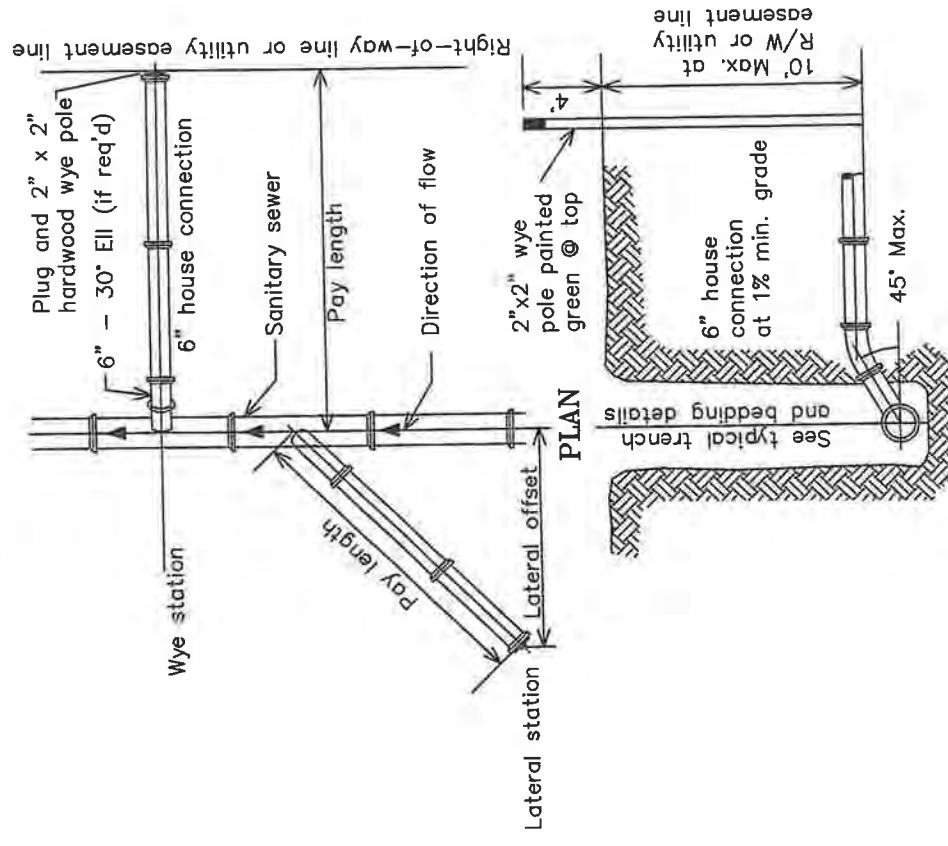 Plug and 2" x 2"
hardwood wye pole
6" - 30° Ell (if req'd)
6" house connection
Right-of-way line or utility
easement line
Wye station
Sanitary sewer
Pay length
Direction of flow
Pay length
Lateral offset
Lateral station
PLAN
2"x2" wye
pole painted
green @ top
4'
10' Max. at
R/W or utility
easement line
6" house
connection
at 1% min. grade
See typical trench
and bedding details
45° Max.